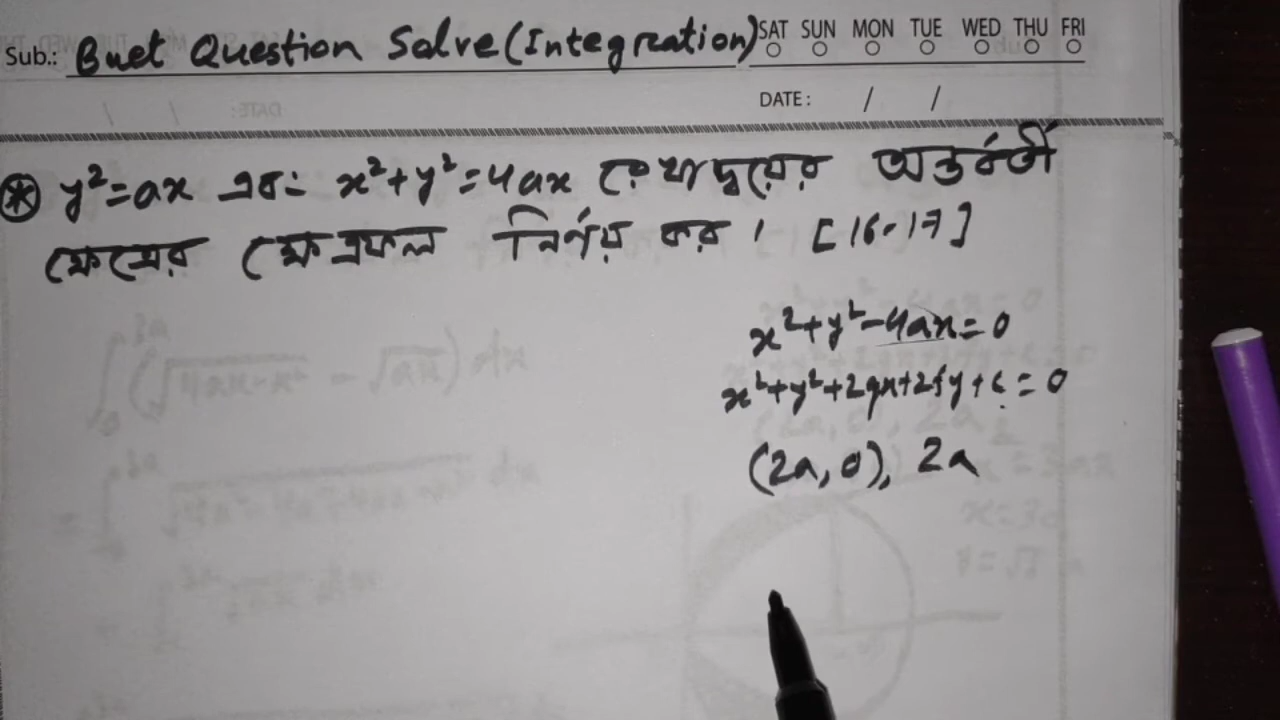 Sub.: Buet Question Solve (Integration) SAT SUN MON TUE WED THU FRI
DATE: / /
y²=ax এবং x²+y²=4ax রেখাদ্বয়ের অন্তর্বর্তী
ক্ষেত্রের ক্ষেত্রফল নির্ণয় কর। [16-17]
x²+y²-4ax=0
x²+y²+2gx+2fy+c=0
(2a,0), 2a